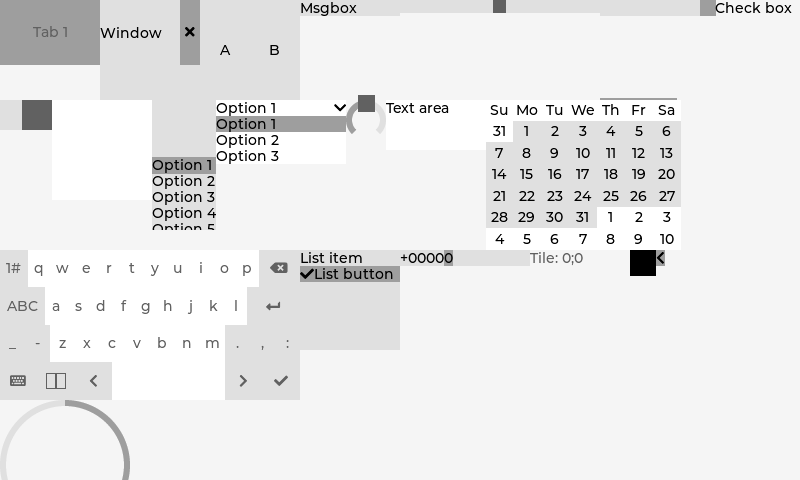 Tab 1
Window
A B
Msgbox
Check box
Option 1
Option 2
Option 3
Option 4
Option 5
Option 1
Option 1
Option 2
Option 3
Text area
Su Mo Tu We Th Fr Sa
31 1 2 3 4 5 6
7 8 9 10 11 12 13
14 15 16 17 18 19 20
21 22 23 24 25 26 27
28 29 30 31 1 2 3
4 5 6 7 8 9 10
1# q w e r t y u i o p
ABC a s d f g h j k l
_ - z x c v b n m . , :
List item
List button
+00000
Tile: 0;0